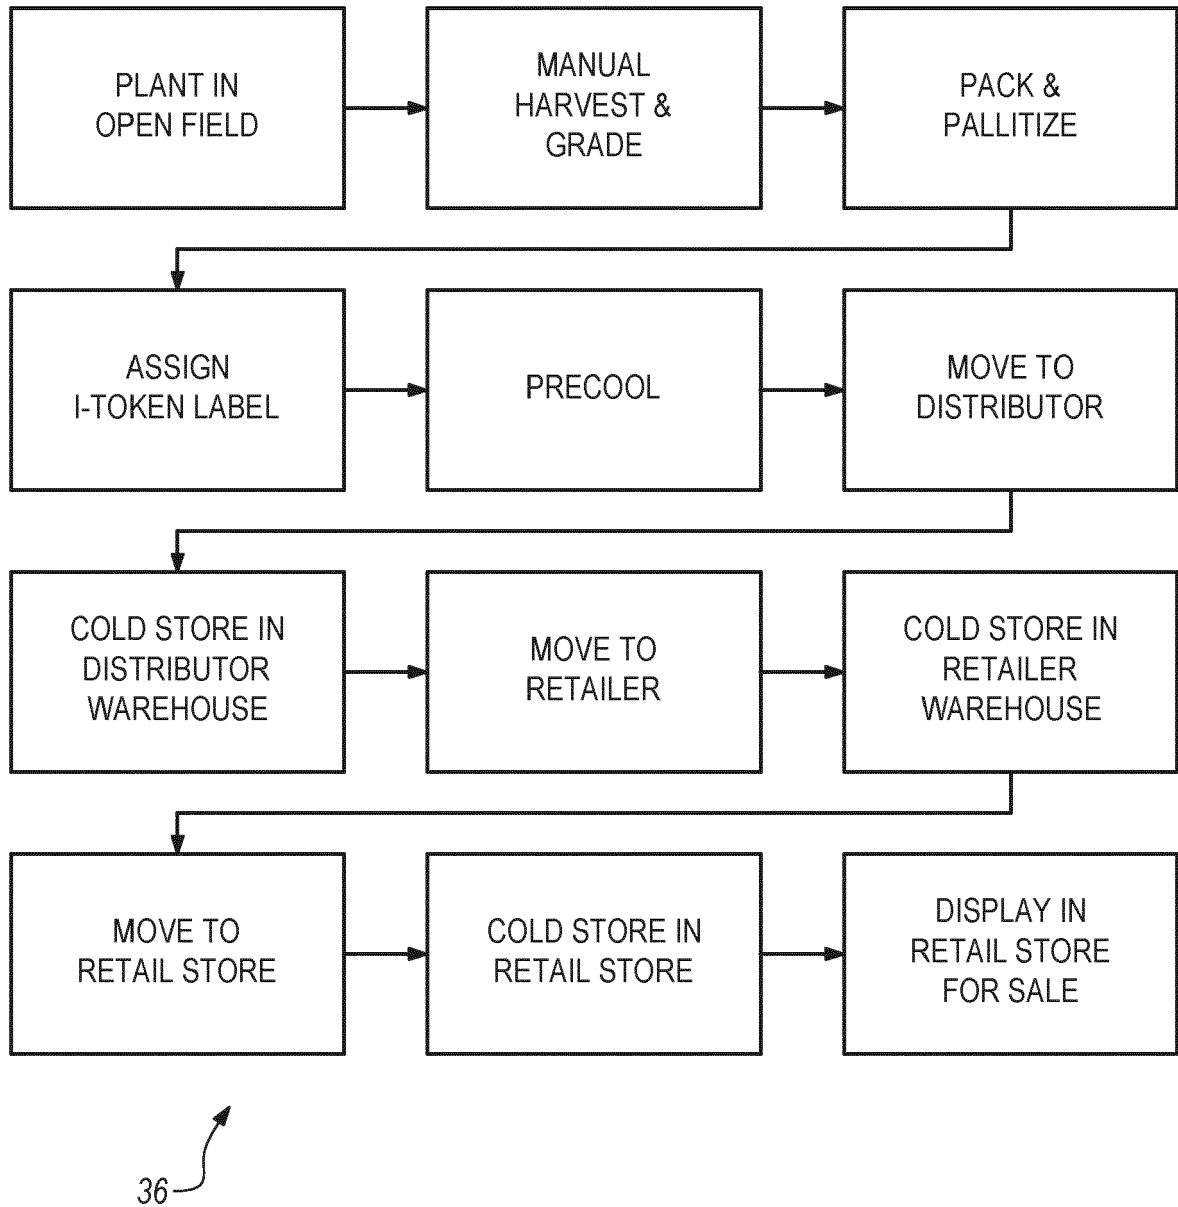 PLANT IN
OPEN FIELD
MANUAL
HARVEST &
GRADE
PACK &
PALLITIZE
ASSIGN
I-TOKEN LABEL
PRECOOL
MOVE TO
DISTRIBUTOR
COLD STORE IN
DISTRIBUTOR
WAREHOUSE
MOVE TO
RETAILER
COLD STORE IN
RETAILER
WAREHOUSE
MOVE TO
RETAIL STORE
COLD STORE IN
RETAIL STORE
DISPLAY IN
RETAIL STORE
FOR SALE
36